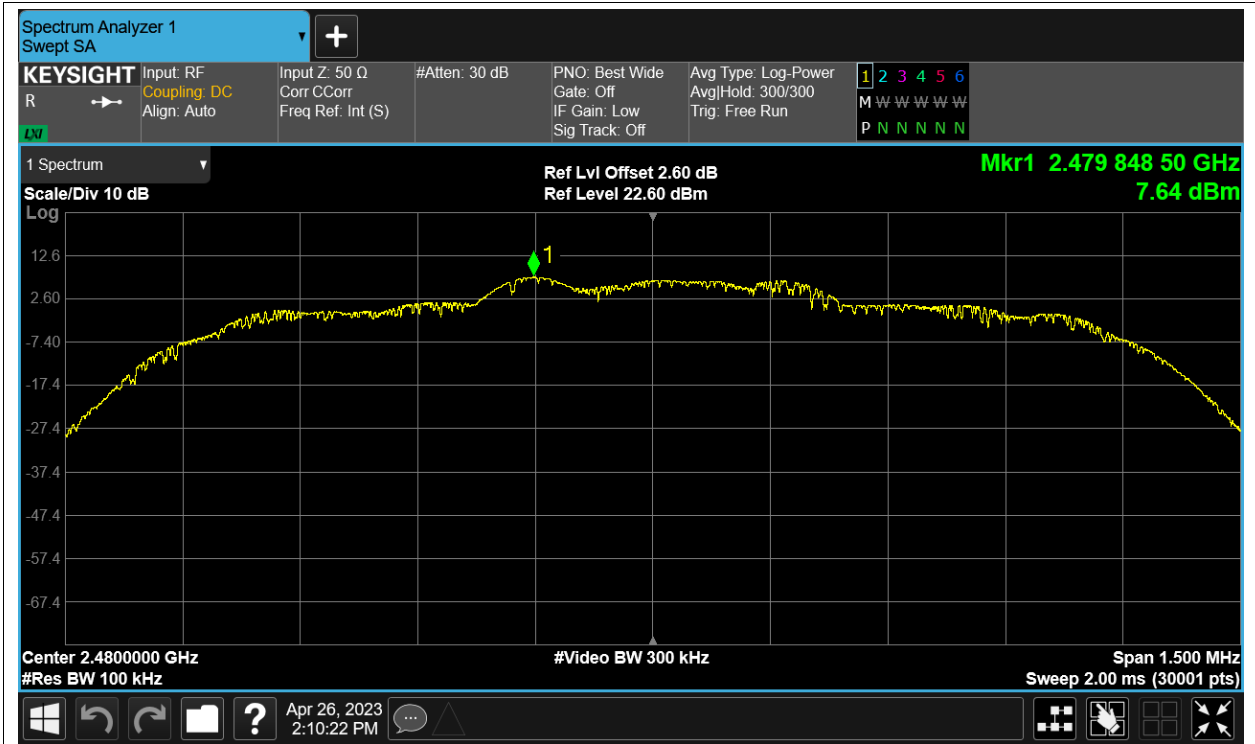 Spectrum Analyzer 1
Swept SA
KEYSIGHT
R
LXI
Input: RF
Coupling: DC
Align: Auto
Input Z: 50 Ω
Corr CCorr
Freq Ref: Int (S)
#Atten: 30 dB
PNO: Best Wide
Gate: Off
IF Gain: Low
Sig Track: Off
Avg Type: Log-Power
Avg|Hold: 300/300
Trig: Free Run
1 2 3 4 5 6
M W W W W W
P N N N N N
1 Spectrum
Scale/Div 10 dB
Log
Ref Lvl Offset 2.60 dB
Ref Level 22.60 dBm
Mkr1 2.479 848 50 GHz
7.64 dBm
1
12.6
2.60
-7.40
-17.4
-27.4
-37.4
-47.4
-57.4
-67.4
Center 2.4800000 GHz
#Res BW 100 kHz
#Video BW 300 kHz
Span 1.500 MHz
Sweep 2.00 ms (30001 pts)
?
Apr 26, 2023
2:10:22 PM